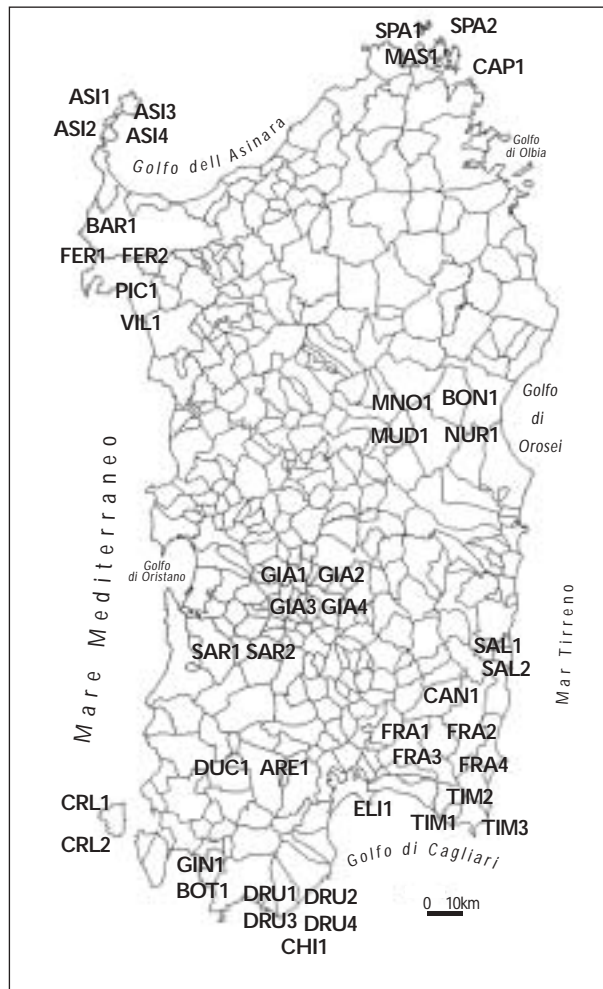 SPA1 SPA2
MAS1
CAP1
ASI1
ASI3
ASI2 ASI4
Golfo dell Asinara
Golfo
di Olbia
BAR1
FER1 FER2
PIC1
VIL1
MNO1 BON1
MUD1 NUR1
Golfo
di
Orosei
Mare Mediterraneo
Golfo
di Oristano
GIA1 GIA2
GIA3 GIA4
SAR1 SAR2
SAL1
SAL2
Mar Tirreno
CAN1
FRA1 FRA2
FRA3 FRA4
DUC1 ARE1
TIM2
CRL1
ELI1
TIM1 TIM3
CRL2
Golfo di Cagliari
GIN1
BOT1
DRU1 DRU2
DRU3 DRU4
CHI1
0 10km